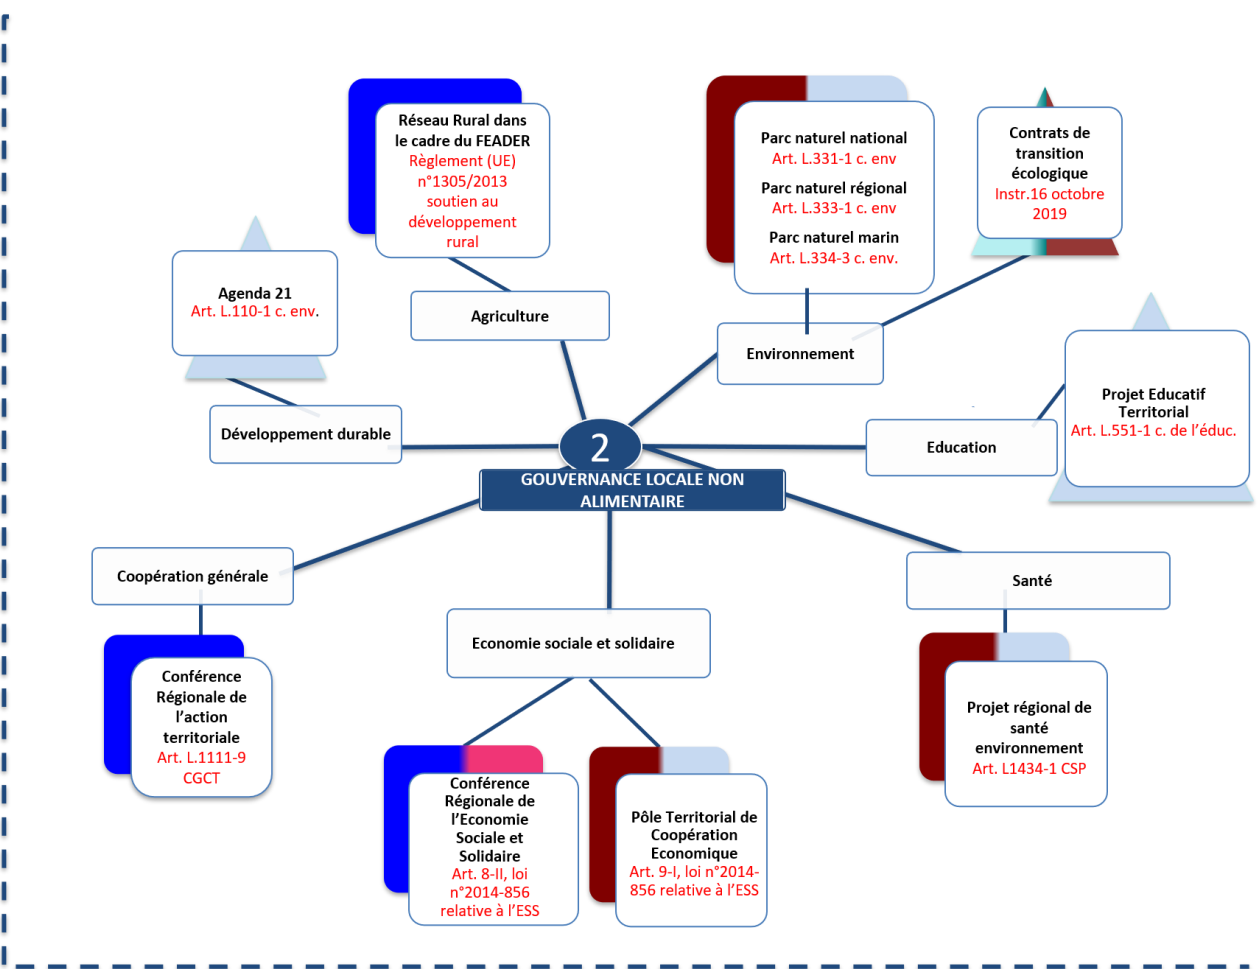 Réseau Rural dans
le cadre du FEADER
Règlement (UE)
n°1305/2013
soutien au
développement
rural
Parc naturel national
Art. L.331-1 c. env
Parc naturel régional
Art. L.333-1 c. env
Parc naturel marin
Art. L.334-3 c. env.
Contrats de
transition
écologique
Instr.16 octobre
2019
Agenda 21
Art. L.110-1 c. env.
Agriculture
Environnement
Projet Educatif
Territorial
Art. L.551-1 c. de l'éduc.
Développement durable
2
Education
GOUVERNANCE LOCALE NON
ALIMENTAIRE
Coopération générale
Santé
Economie sociale et solidaire
Conférence
Régionale de
l'action
territoriale
Art. L.1111-9
CGCT
Projet régional de
santé
environnement
Art. L1434-1 CSP
Conférence
Régionale de
l'Economie
Sociale et
Solidaire
Art. 8-II, loi
n°2014-856
relative à l'ESS
Pôle Territorial de
Coopération
Economique
Art. 9-I, loi n°2014-
856 relative à l'ESS